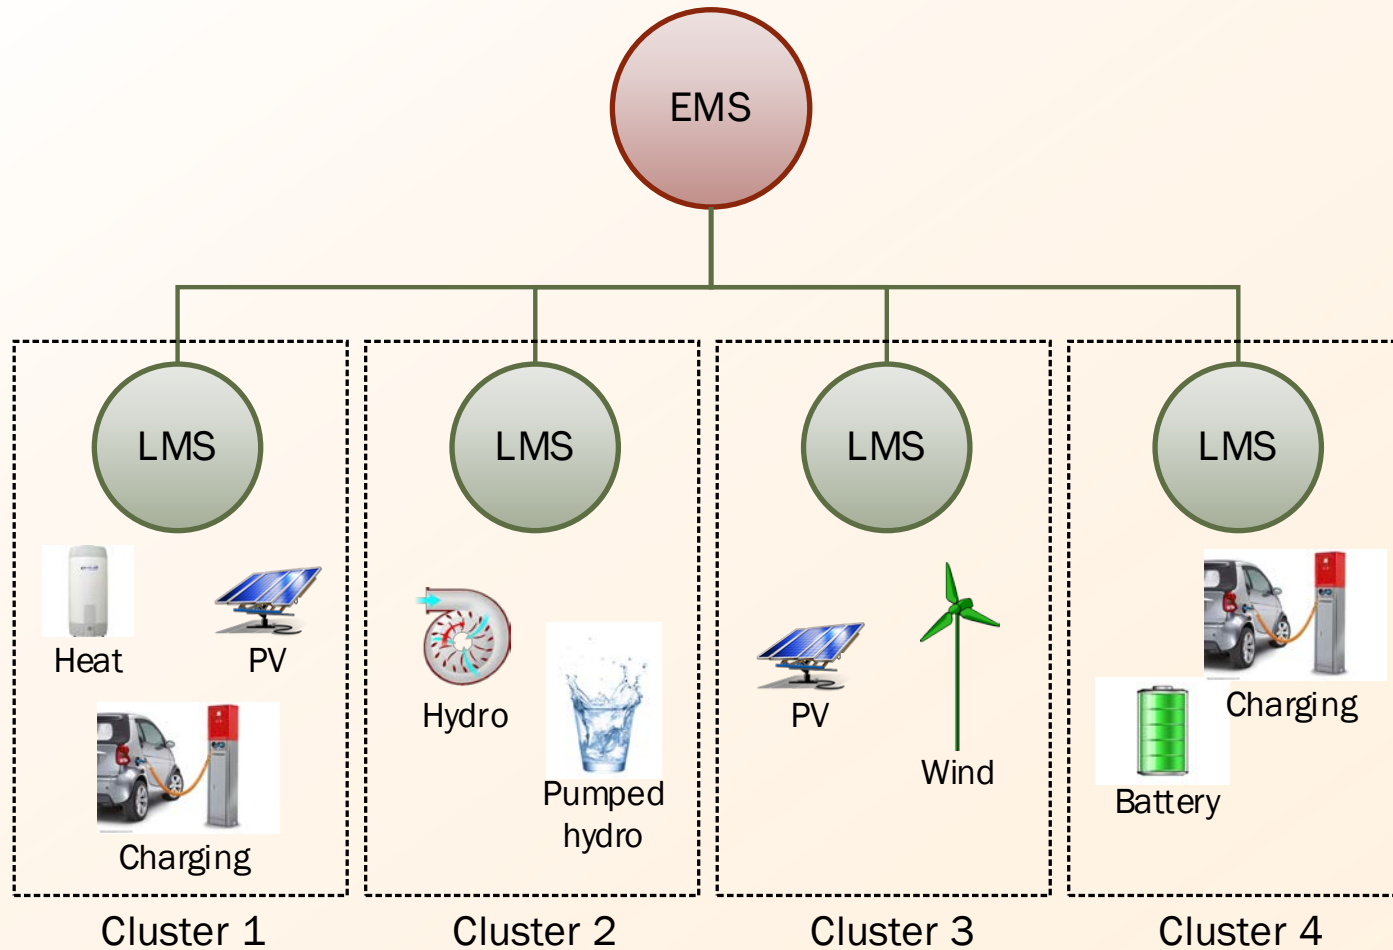 EMS
LMS
LMS
LMS
LMS
Heat
PV
Charging
Hydro
Pumped
hydro
PV
Wind
Charging
Battery
Cluster 1
Cluster 2
Cluster 3
Cluster 4